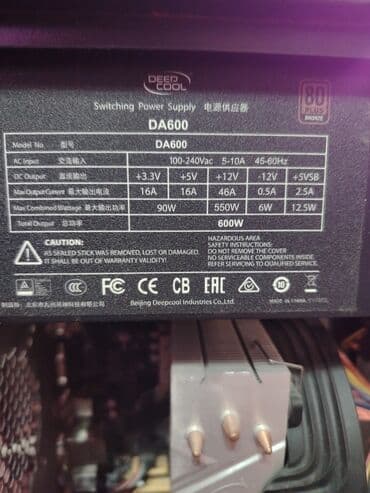 DEEP
COOL
80
PLUS
BRONZE
Switching Power Supply 电源供应器
DA600
Model No. 型号 DA600
AC Input 交流输入 100-240Vac 5-10A 45-60Hz
DC Output 直流输出 +3.3V +5V +12V -12V +5VSB
Max Output Current 最大输出电流 16A 16A 46A 0.5A 2.5A
Max Combined Wattage 最大输出功率 90W 550W 6W 12.5W
Total Output 总功率 600W
CAUTION:
AS SEALED STICK WAS REMOVED, LOST OR DAMAGED
IT SHALL BE OUT OF WARRANTY VALIDITY!
HAZARDOUS AREA
SAFETY INSTRUCTIONS:
DO NOT REMOVE THE COVER
NO SERVICEABLE COMPONENTS INSIDE.
REFER SERVICING TO QUALIFIED SERVICE.
FC CE CB EAC 10
Beijing Deepcool Industries Co., Ltd.
MADE IN CHINA